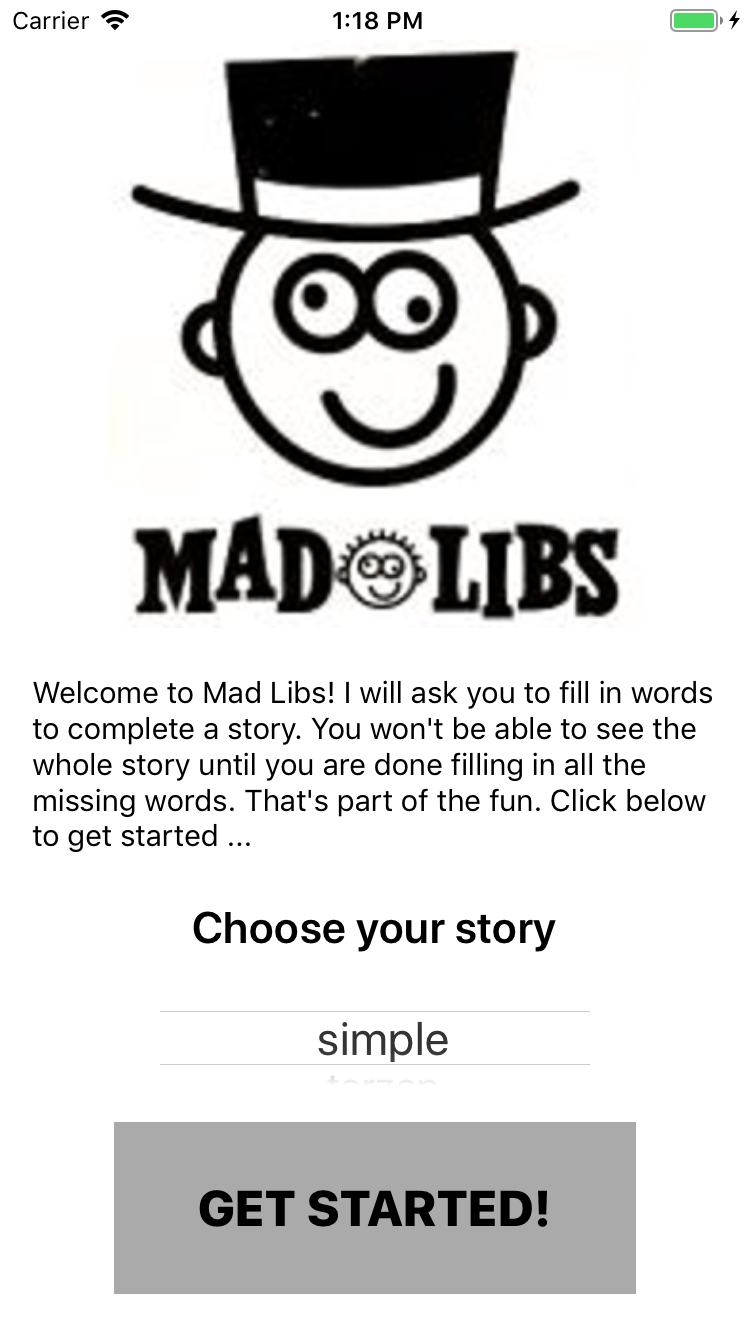 Carrier 1:18 PM
MAD LIBS
Welcome to Mad Libs! I will ask you to fill in words
to complete a story. You won't be able to see the
whole story until you are done filling in all the
missing words. That's part of the fun. Click below
to get started ...
Choose your story
simple
GET STARTED!